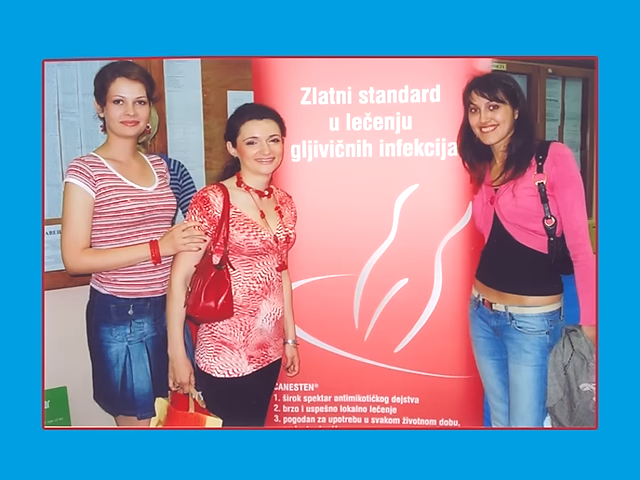 Zlatni standard
u lečenju
gljivičnih infekcija
CANESTEN®
1. širok spektar antimikotičkog dejstva
2. brzo i uspešno lokalno lečenje
3. pogodan za upotrebu u svakom životnom dobu,